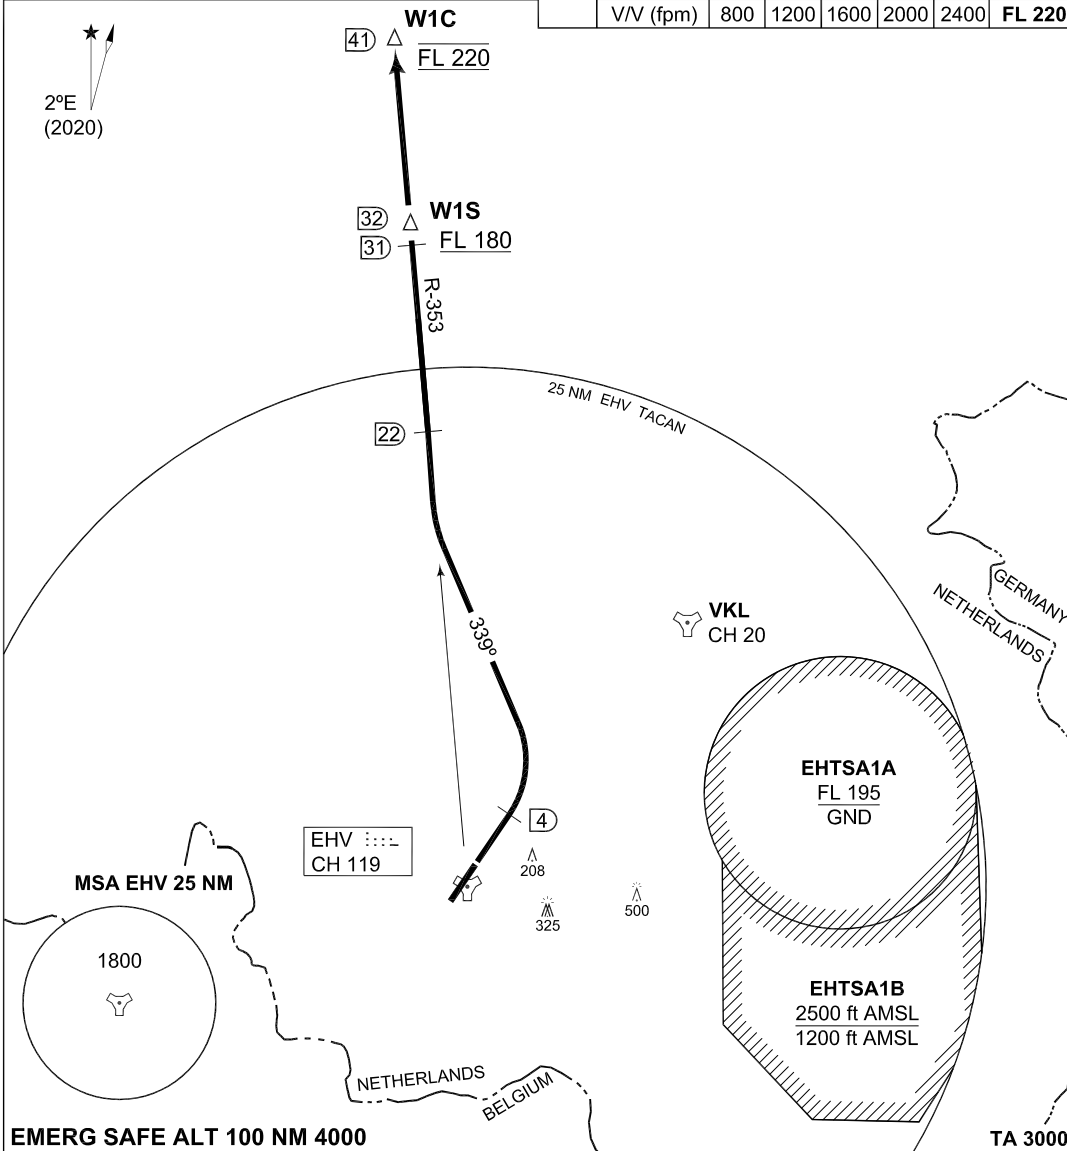 V/V (fpm) 800 1200 1600 2000 2400 FL 220
W1C
41
FL 220
2ºE
(2020)
W1S
32
FL 180
31
R-353
25 NM EHV TACAN
22
GERMANY
NETHERLANDS
339º
VKL
CH 20
EHTSA1A
FL 195
GND
4
EHV
CH 119
208
MSA EHV 25 NM
500
325
1800
EHTSA1B
2500 ft AMSL
1200 ft AMSL
NETHERLANDS
BELGIUM
EMERG SAFE ALT 100 NM 4000
TA 3000